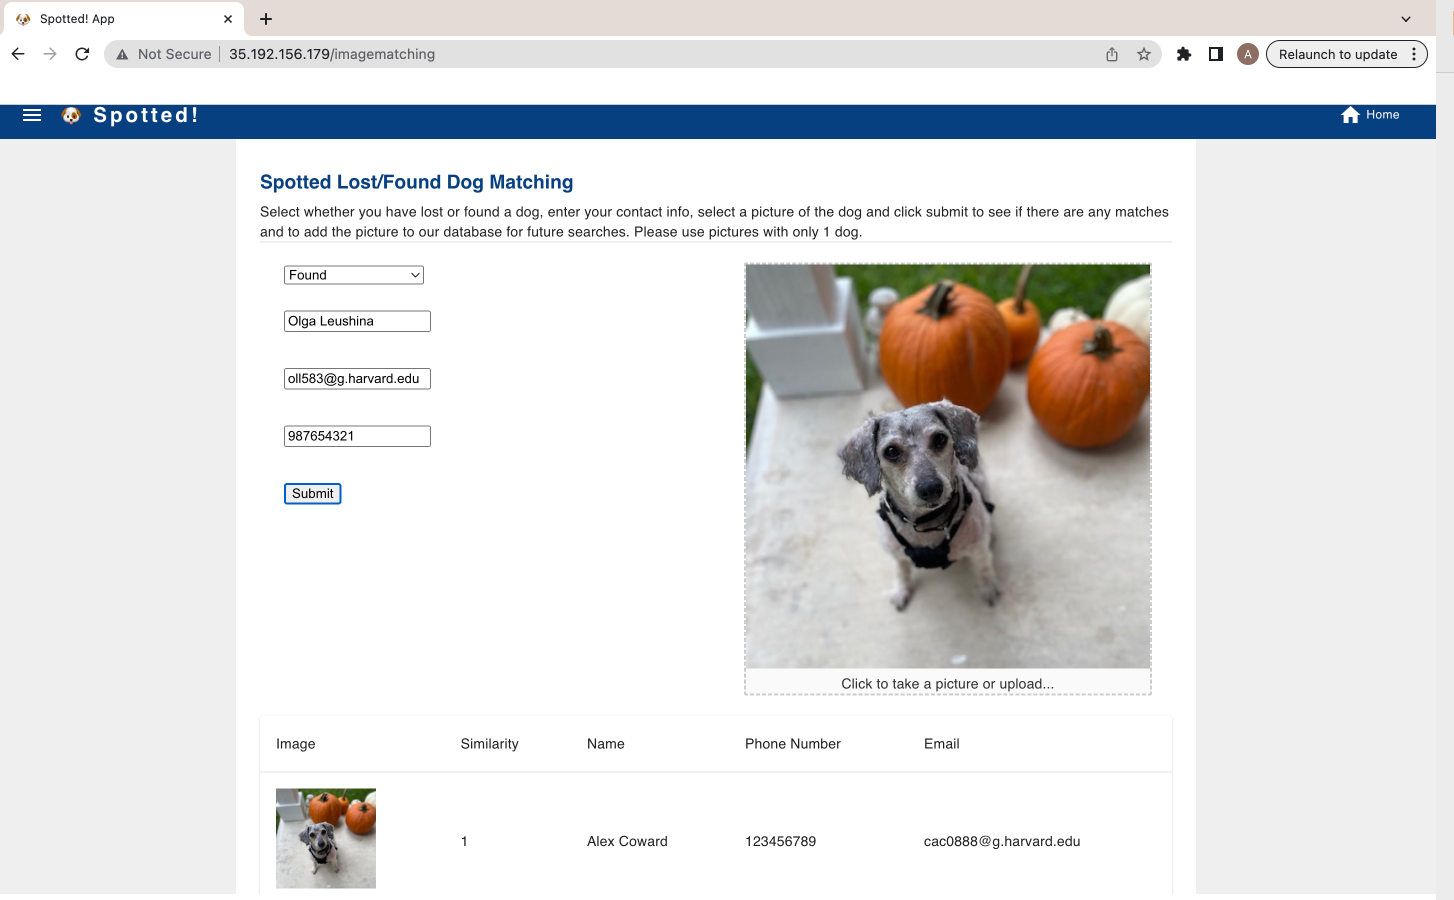 Spotted! App
Not Secure 35.192.156.179/imagematching
A
Relaunch to update
Spotted!
Home
Spotted Lost/Found Dog Matching
Select whether you have lost or found a dog, enter your contact info, select a picture of the dog and click submit to see if there are any matches
and to add the picture to our database for future searches. Please use pictures with only 1 dog.
Found
Olga Leushina
oll583@g.harvard.edu
987654321
Submit
Click to take a picture or upload...
Image Similarity Name Phone Number Email
1 Alex Coward 123456789 cac0888@g.harvard.edu